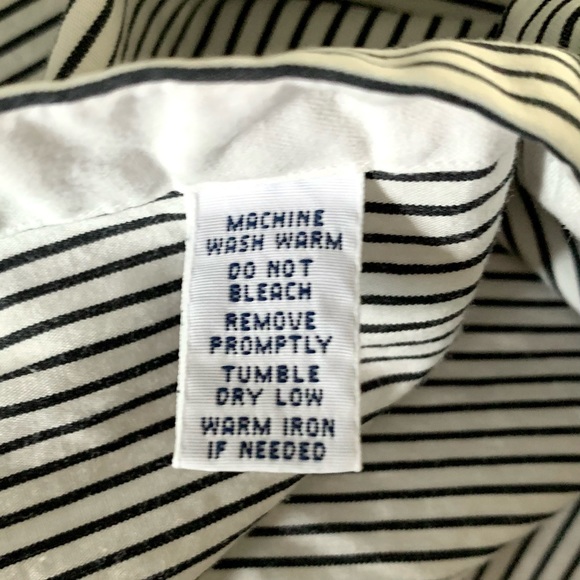 MACHINE
WASH WARM
DO NOT
BLEACH
REMOVE
PROMPTLY
TUMBLE
DRY LOW
WARM IRON
IF NEEDED